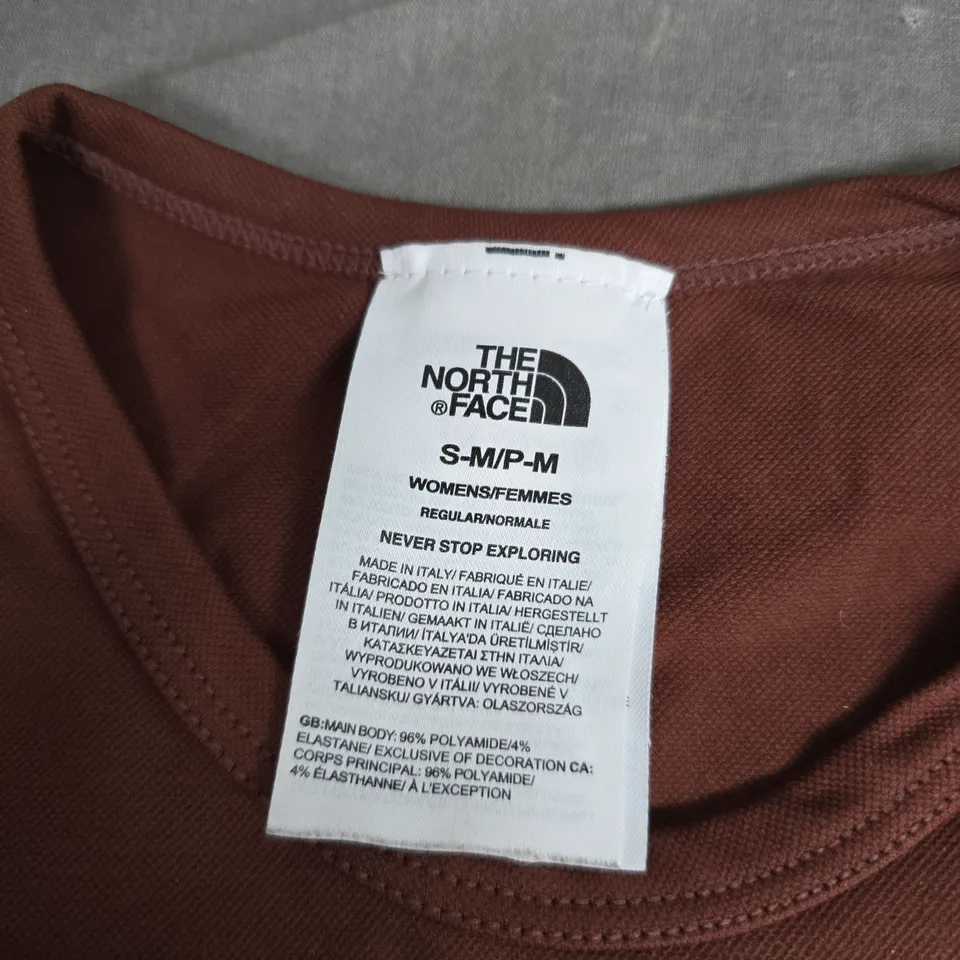 THE
NORTH
®FACE
S-M/P-M
WOMENS/FEMMES
REGULAR/NORMALE
NEVER STOP EXPLORING
MADE IN ITALY/ FABRIQUÉ EN ITALIE/
FABRICADO EN ITALIA/ FABRICADO NA
ITÁLIA/ PRODOTTO IN ITALIA/ HERGESTELLT
IN ITALIEN/ GEMAAKT IN ITALIË/ СДЕЛАНО
В ИТАЛИИ/ İTALYA'DA ÜRETİLMİŞTİR/
ΚΑΤΑΣΚΕΥΑΖΕΤΑΙ ΣΤΗΝ ΙΤΑΛΙΑ/
WYPRODUKOWANO WE WŁOSZECH/
VYROBENO V ITÁLII/ VYROBENÉ V
TALIANSKU/ GYÁRTVA: OLASZORSZÁG
GB:MAIN BODY: 96% POLYAMIDE/4%
ELASTANE/ EXCLUSIVE OF DECORATION CA:
CORPS PRINCIPAL: 96% POLYAMIDE/
4% ÉLASTHANNE/ À L'EXCEPTION